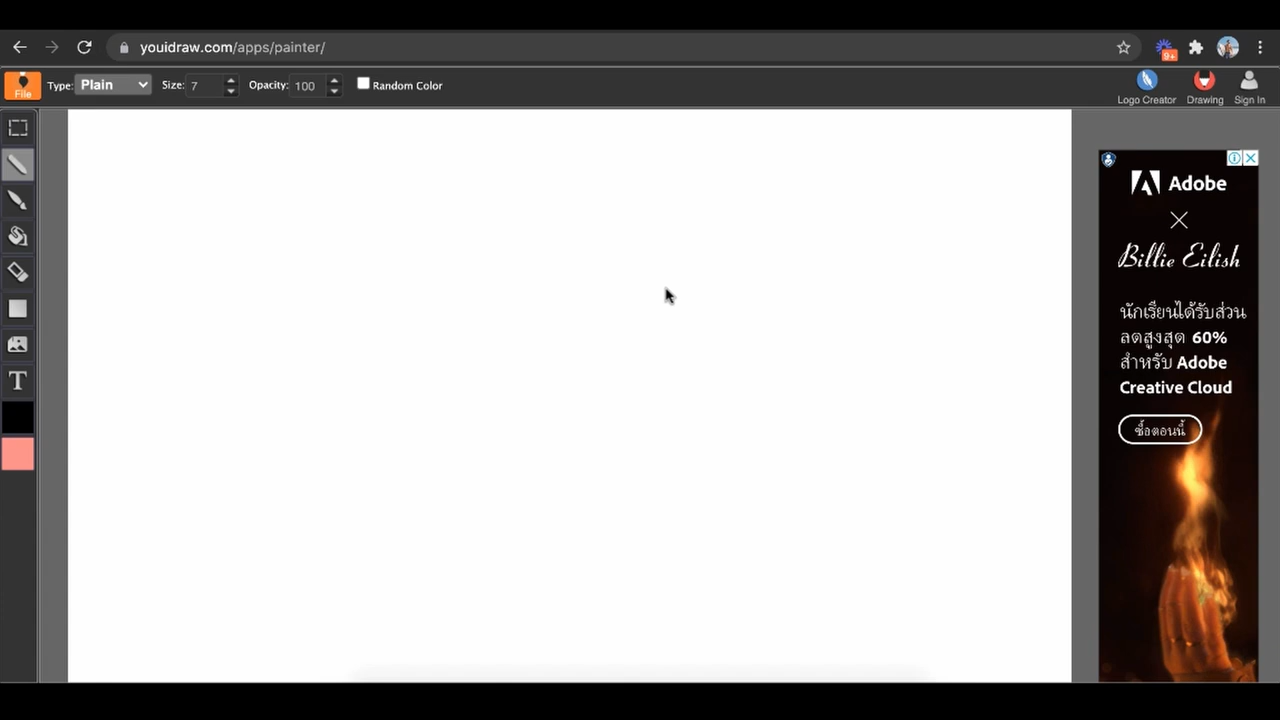 youidraw.com/apps/painter/
9+
File
Type: Plain Size: 7 Opacity: 100 Random Color
Logo Creator Drawing Sign In
T
Adobe
Billie Eilish
นักเรียนได้รับส่วน
ลดสูงสุด 60%
สำหรับ Adobe
Creative Cloud
ซื้อตอนนี้